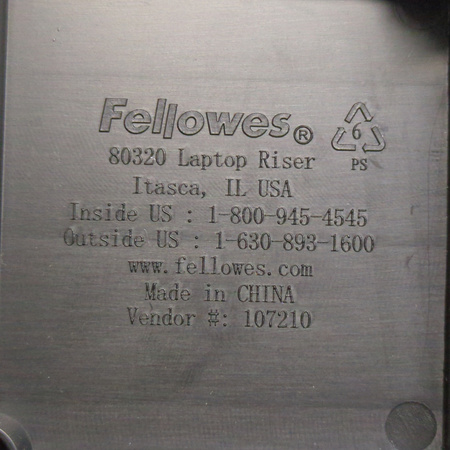 Fellowes®
6
PS
80320 Laptop Riser
Itasca, IL USA
Inside US : 1-800-945-4545
Outside US : 1-630-893-1600
www.fellowes.com
Made in CHINA
Vendor #: 107210